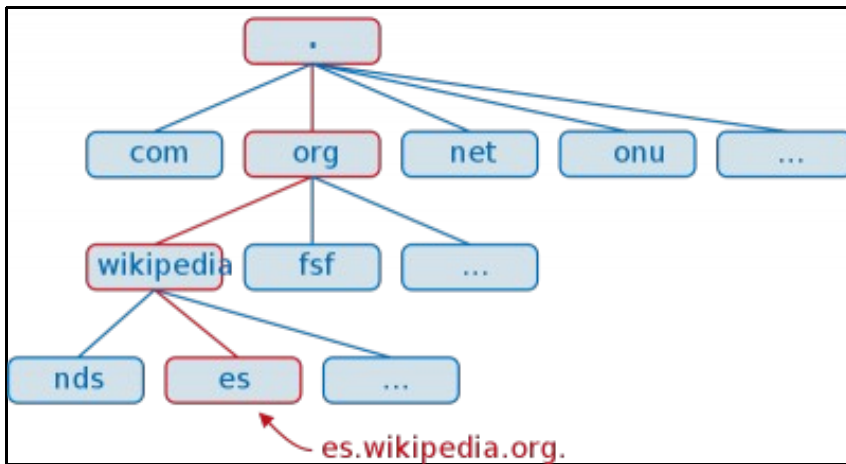 .
com org net onu ...
wikipedia fsf ...
nds es ...
es.wikipedia.org.